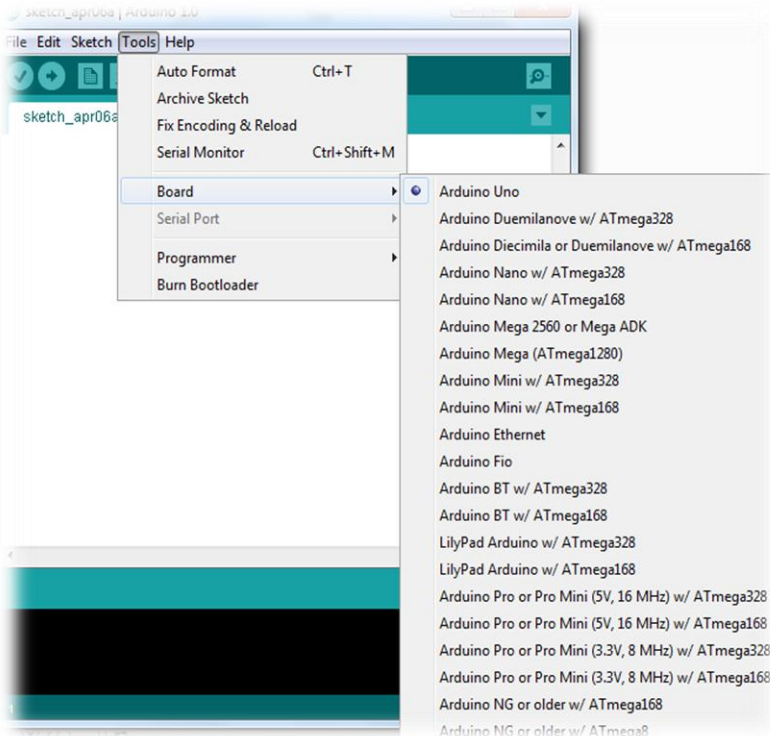 sketch_apr06a | Arduino 1.0
File Edit Sketch Tools Help
Auto Format Ctrl+T
Archive Sketch
sketch_apr06a
Fix Encoding & Reload
Serial Monitor Ctrl+Shift+M
Board
Serial Port
Programmer
Burn Bootloader
Arduino Uno
Arduino Duemilanove w/ ATmega328
Arduino Diecimila or Duemilanove w/ ATmega168
Arduino Nano w/ ATmega328
Arduino Nano w/ ATmega168
Arduino Mega 2560 or Mega ADK
Arduino Mega (ATmega1280)
Arduino Mini w/ ATmega328
Arduino Mini w/ ATmega168
Arduino Ethernet
Arduino Fio
Arduino BT w/ ATmega328
Arduino BT w/ ATmega168
LilyPad Arduino w/ ATmega328
LilyPad Arduino w/ ATmega168
Arduino Pro or Pro Mini (5V, 16 MHz) w/ ATmega328
Arduino Pro or Pro Mini (5V, 16 MHz) w/ ATmega168
Arduino Pro or Pro Mini (3.3V, 8 MHz) w/ ATmega328
Arduino Pro or Pro Mini (3.3V, 8 MHz) w/ ATmega168
Arduino NG or older w/ ATmega168
Arduino NG or older w/ ATmega8